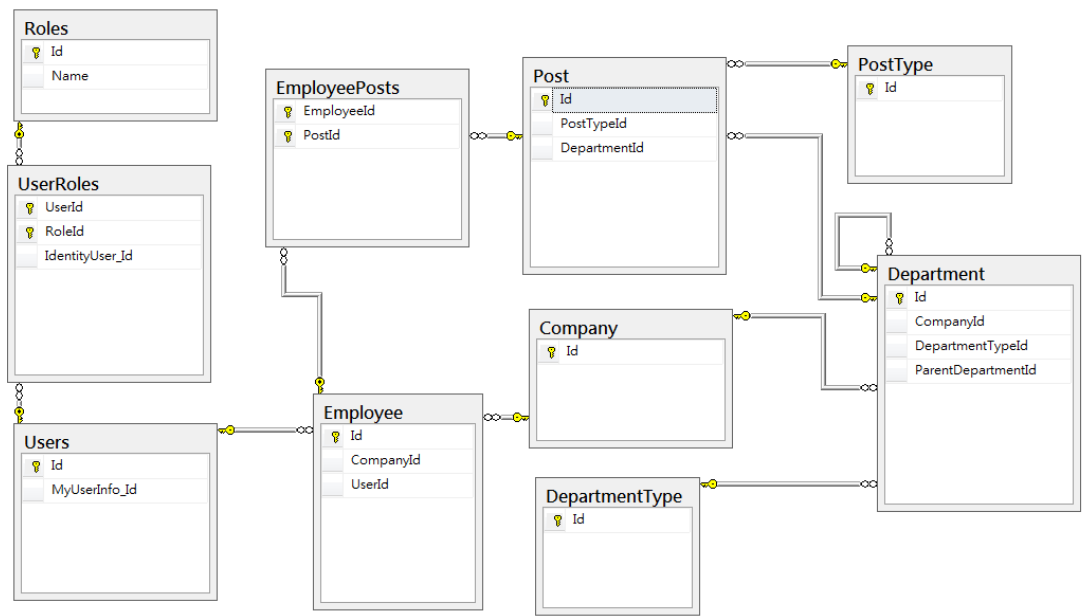 Roles
Id
Name
UserRoles
UserId
RoleId
IdentityUser_Id
Users
Id
MyUserInfo_Id
EmployeePosts
EmployeeId
PostId
Employee
Id
CompanyId
UserId
Post
Id
PostTypeId
DepartmentId
Company
Id
DepartmentType
Id
PostType
Id
Department
Id
CompanyId
DepartmentTypeId
ParentDepartmentId